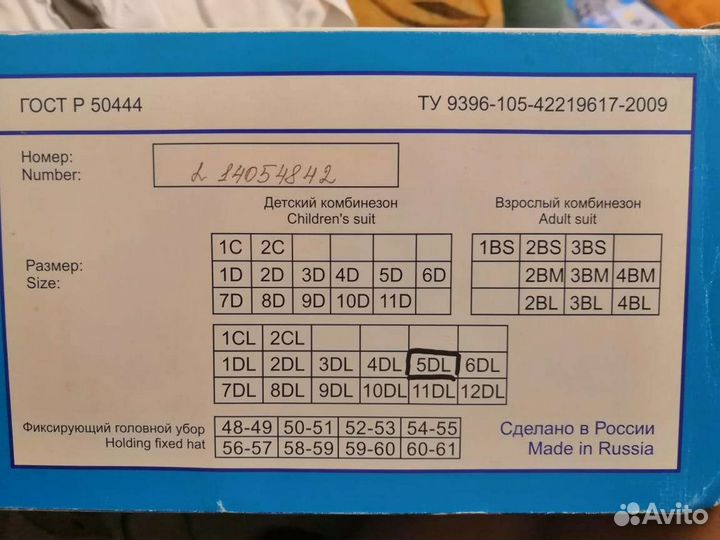 ГОСТ Р 50444
ТУ 9396-105-42219617-2009
Номер:
Number:
L 14054842
Детский комбинезон
Children's suit
Взрослый комбинезон
Adult suit
Размер:
Size:
1C 2C
1D 2D 3D 4D 5D 6D
7D 8D 9D 10D 11D
1BS 2BS 3BS
2BM 3BM 4BM
2BL 3BL 4BL
1CL 2CL
1DL 2DL 3DL 4DL 5DL 6DL
7DL 8DL 9DL 10DL 11DL 12DL
Фиксирующий головной убор
Holding fixed hat
48-49 50-51 52-53 54-55
56-57 58-59 59-60 60-61
Сделано в России
Made in Russia
Avito